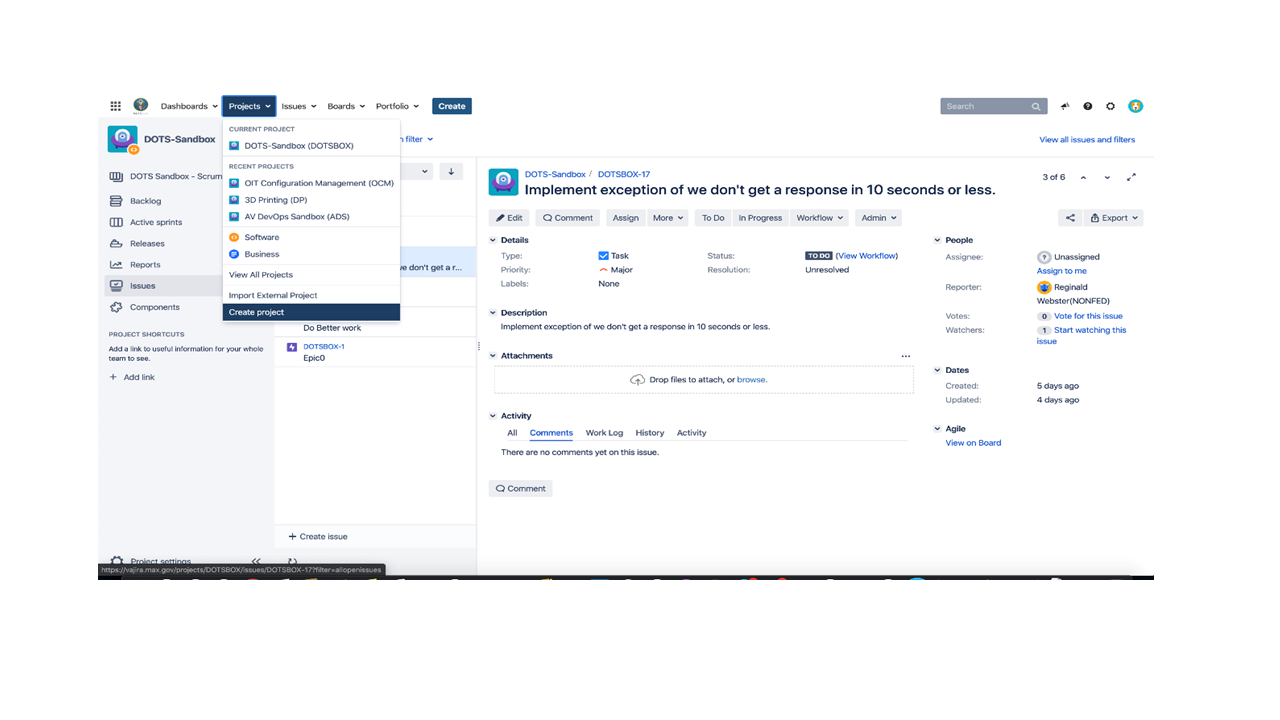 Dashboards Projects Issues Boards Portfolio Create Search
DOTS-Sandbox
DOTS Sandbox - Scrum
Backlog
Active sprints
Releases
Reports
Issues
Components
PROJECT SHORTCUTS
Add a link to useful information for your whole
team to see.
+ Add link
Project settings
CURRENT PROJECT
DOTS-Sandbox (DOTSBOX)
RECENT PROJECTS
OIT Configuration Management (OCM)
3D Printing (DP)
AV DevOps Sandbox (ADS)
Software
Business
View All Projects
Import External Project
Create project
filter
View all issues and filters
we don't get a r...
Do Better work
DOTSBOX-1
Epic0
+ Create issue
DOTS-Sandbox / DOTSBOX-17
Implement exception of we don't get a response in 10 seconds or less.
3 of 6
Edit Comment Assign More To Do In Progress Workflow Admin Export
Details
Type: Task Status: TO DO (View Workflow)
Priority: Major Resolution: Unresolved
Labels: None
Description
Implement exception of we don't get a response in 10 seconds or less.
Attachments
Drop files to attach, or browse.
Activity
All Comments Work Log History Activity
There are no comments yet on this issue.
Comment
People
Assignee: Unassigned
Assign to me
Reporter: Reginald
Webster(NONFED)
Votes: 0 Vote for this issue
Watchers: 1 Start watching this
issue
Dates
Created: 5 days ago
Updated: 4 days ago
Agile
View on Board
https://vajira.max.gov/projects/DOTSBOX/issues/DOTSBOX-17?filter=allopenissues